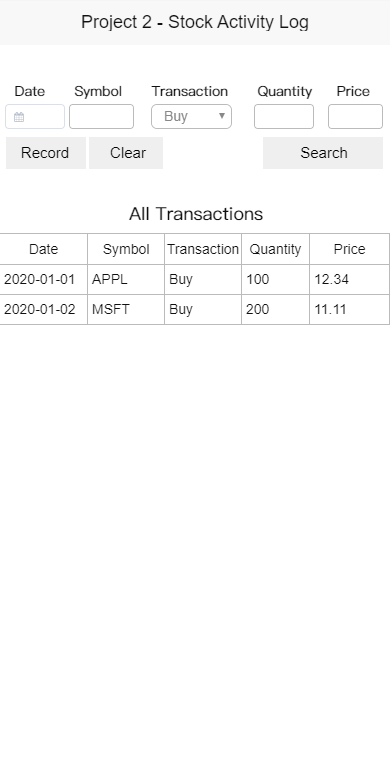 Project 2 - Stock Activity Log
Date Symbol Transaction Quantity Price
Buy
Record Clear Search
All Transactions
Date Symbol Transaction Quantity Price
2020-01-01 APPL Buy 100 12.34
2020-01-02 MSFT Buy 200 11.11